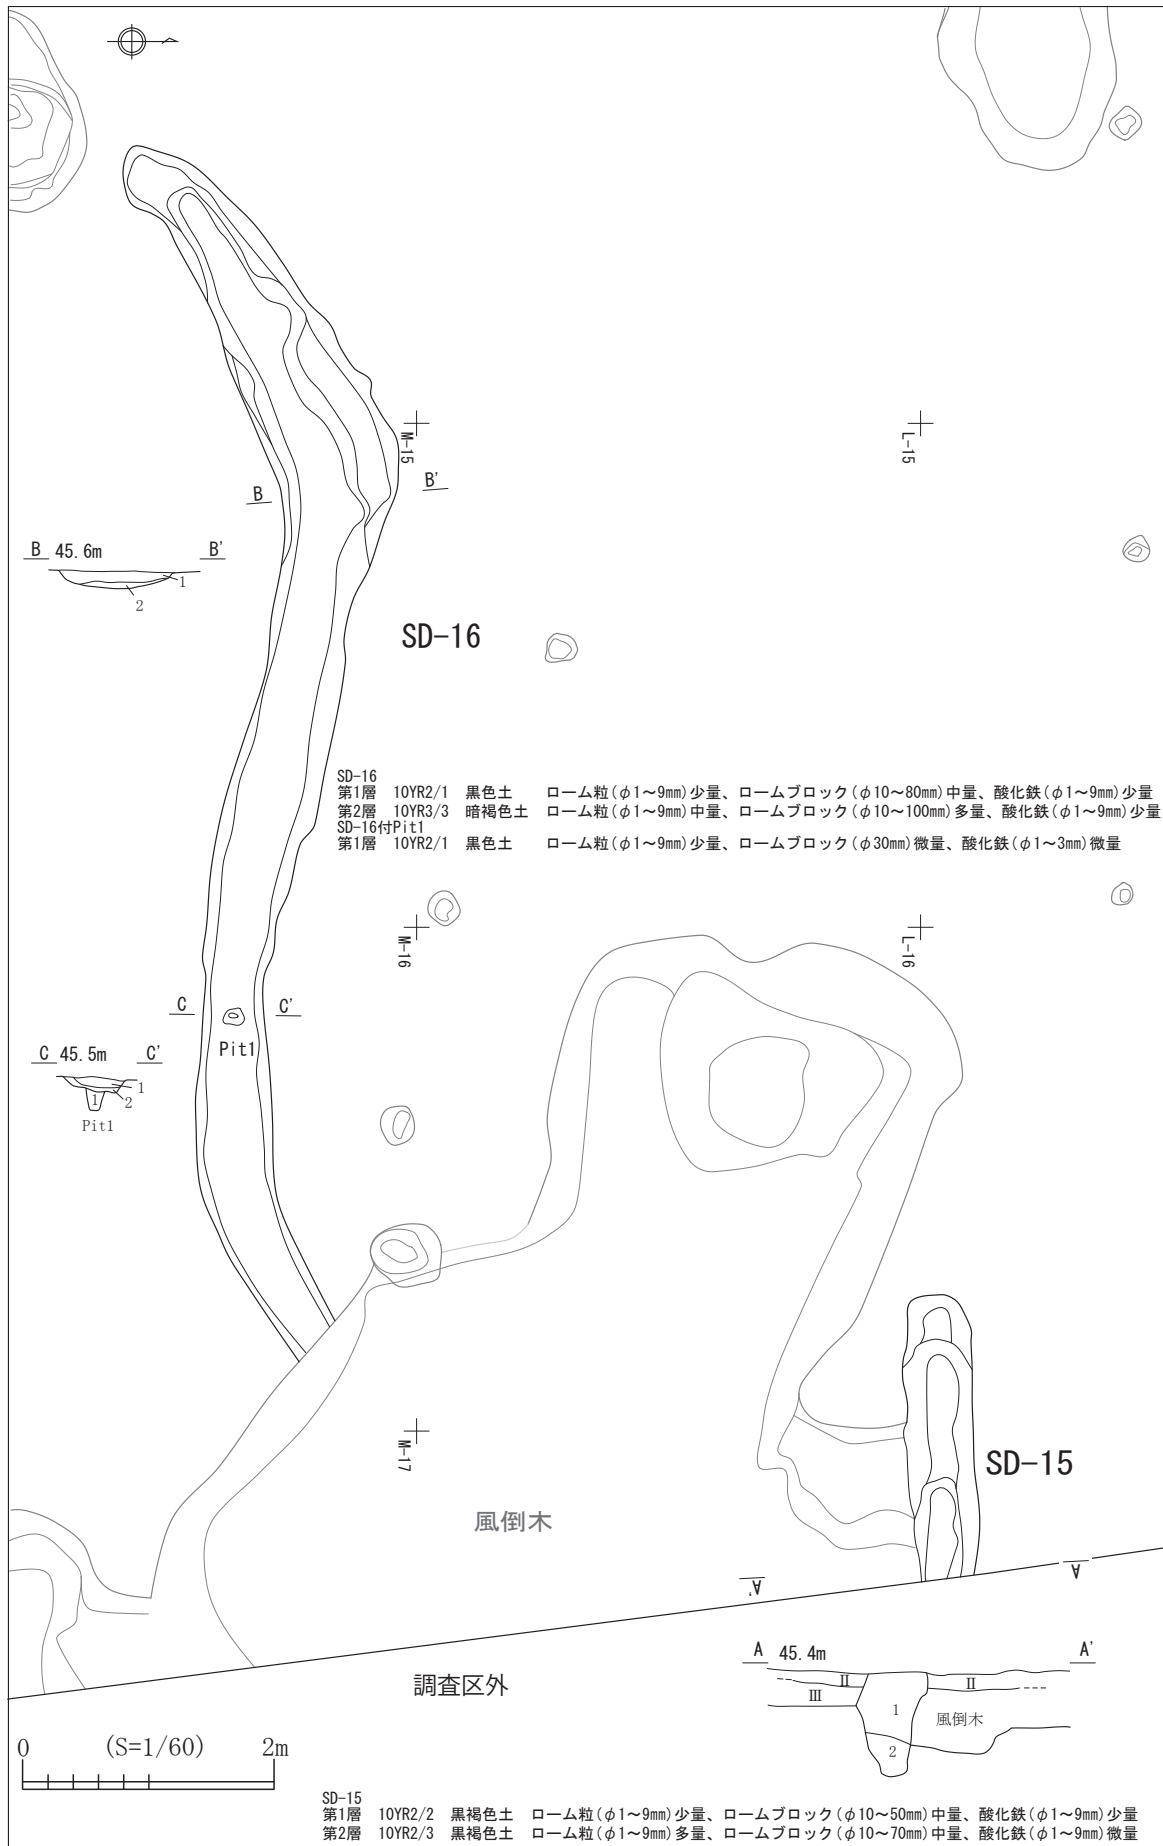 M-15
L-15
B
B'
B 45.6m B'
1
2
SD-16
SD-16
第1層 10YR2/1 黒色土 ローム粒(φ1~9㎜)少量、ロームブロック(φ10~80㎜)中量、酸化鉄(φ1~9㎜)少量
第2層 10YR3/3 暗褐色土 ローム粒(φ1~9㎜)中量、ロームブロック(φ10~100㎜)多量、酸化鉄(φ1~9㎜)少量
SD-16付Pit1
第1層 10YR2/1 黒色土 ローム粒(φ1~9㎜)少量、ロームブロック(φ30㎜)微量、酸化鉄(φ1~3㎜)微量
M-16
L-16
C
C'
Pit1
C 45.5m C'
1
1
2
Pit1
M-17
SD-15
風倒木
A'
A
調査区外
A 45.4m A'
Ⅱ
Ⅱ
Ⅲ
1
風倒木
2
0 (S=1/60) 2m
SD-15
第1層 10YR2/2 黒褐色土 ローム粒(φ1~9㎜)少量、ロームブロック(φ10~50㎜)中量、酸化鉄(φ1~9㎜)少量
第2層 10YR2/3 黒褐色土 ローム粒(φ1~9㎜)多量、ロームブロック(φ10~70㎜)中量、酸化鉄(φ1~9㎜)微量